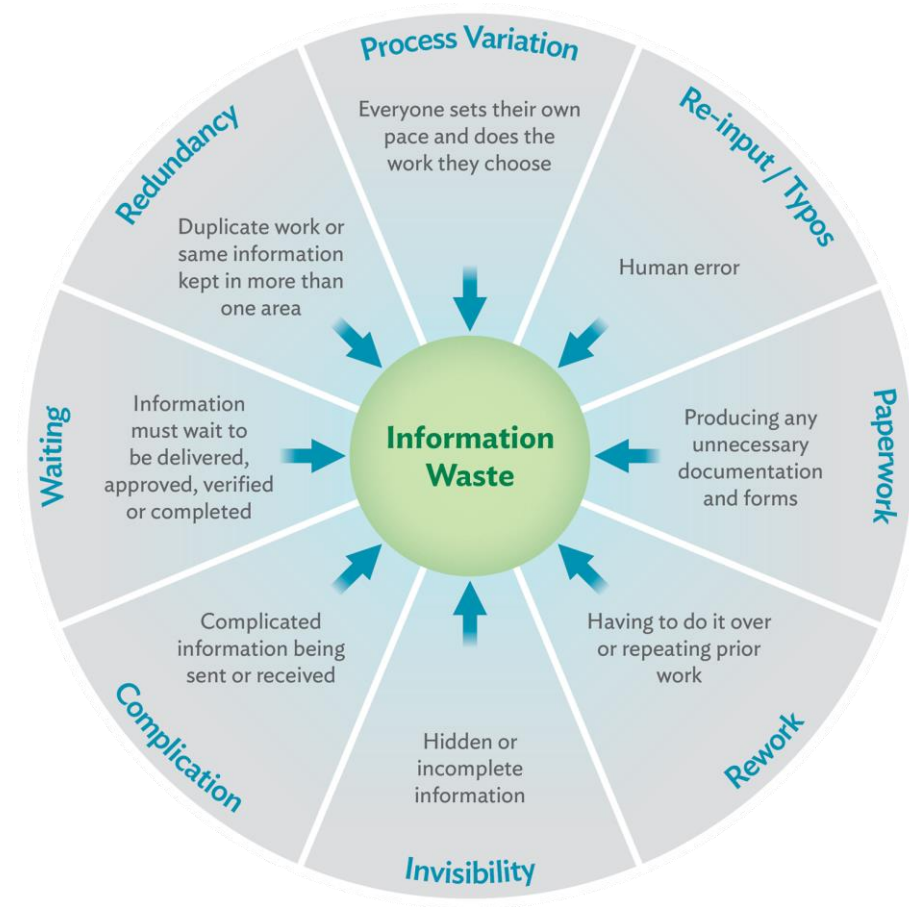 Process Variation
Everyone sets their own
pace and does the
work they choose
Re-input / Typos
Human error
Paperwork
Producing any
unnecessary
documentation
and forms
Rework
Having to do it over
or repeating prior
work
Invisibility
Hidden or
incomplete
information
Complication
Complicated
information being
sent or received
Waiting
Information
must wait to
be delivered,
approved, verified
or completed
Redundancy
Duplicate work or
same information
kept in more than
one area
Information
Waste